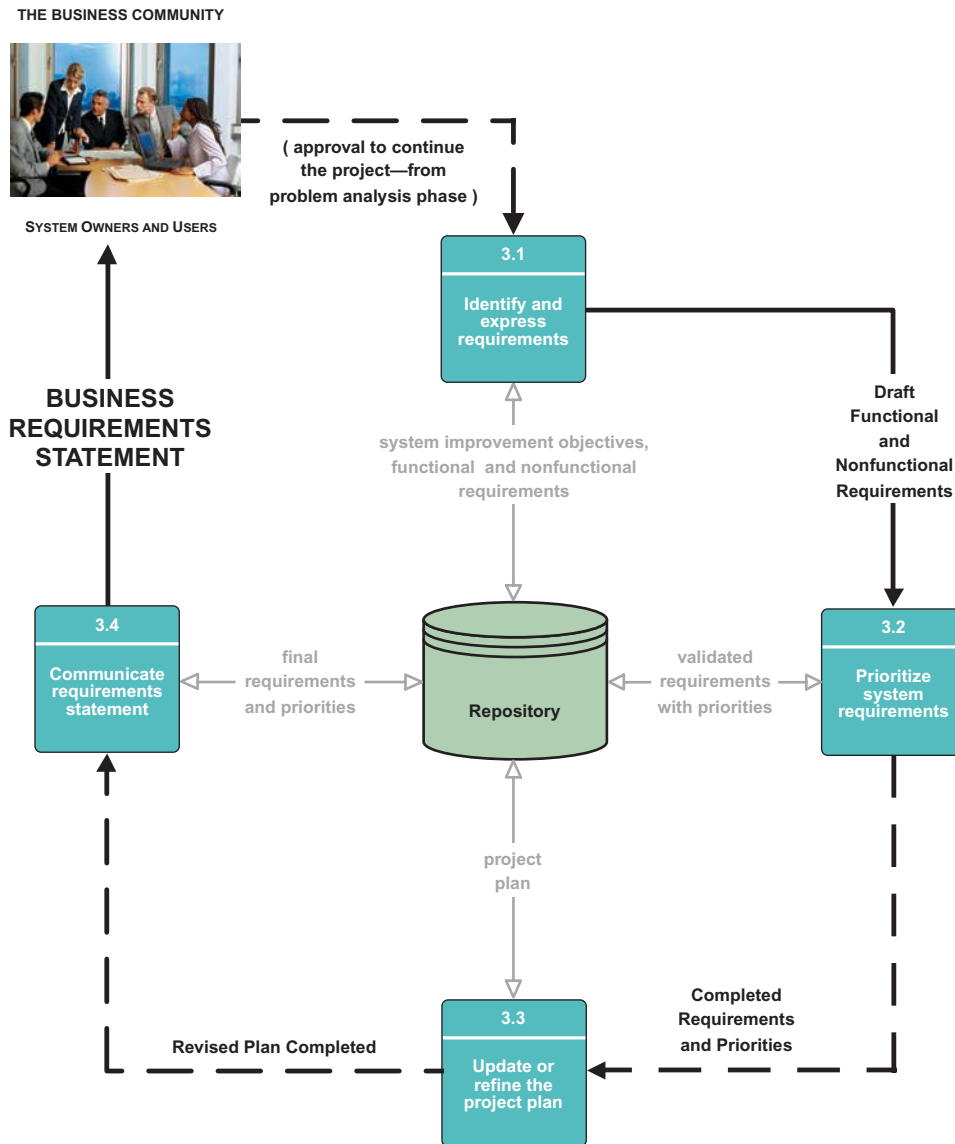 THE BUSINESS COMMUNITY
( approval to continue
the project—from
problem analysis phase )
SYSTEM OWNERS AND USERS
3.1
Identify and
express
requirements
Draft
Functional
and
Nonfunctional
Requirements
BUSINESS
REQUIREMENTS
STATEMENT
system improvement objectives,
functional and nonfunctional
requirements
3.4
Communicate
requirements
statement
final
requirements
and priorities
Repository
validated
requirements
with priorities
3.2
Prioritize
system
requirements
project
plan
Completed
Requirements
and Priorities
3.3
Update or
refine the
project plan
Revised Plan Completed